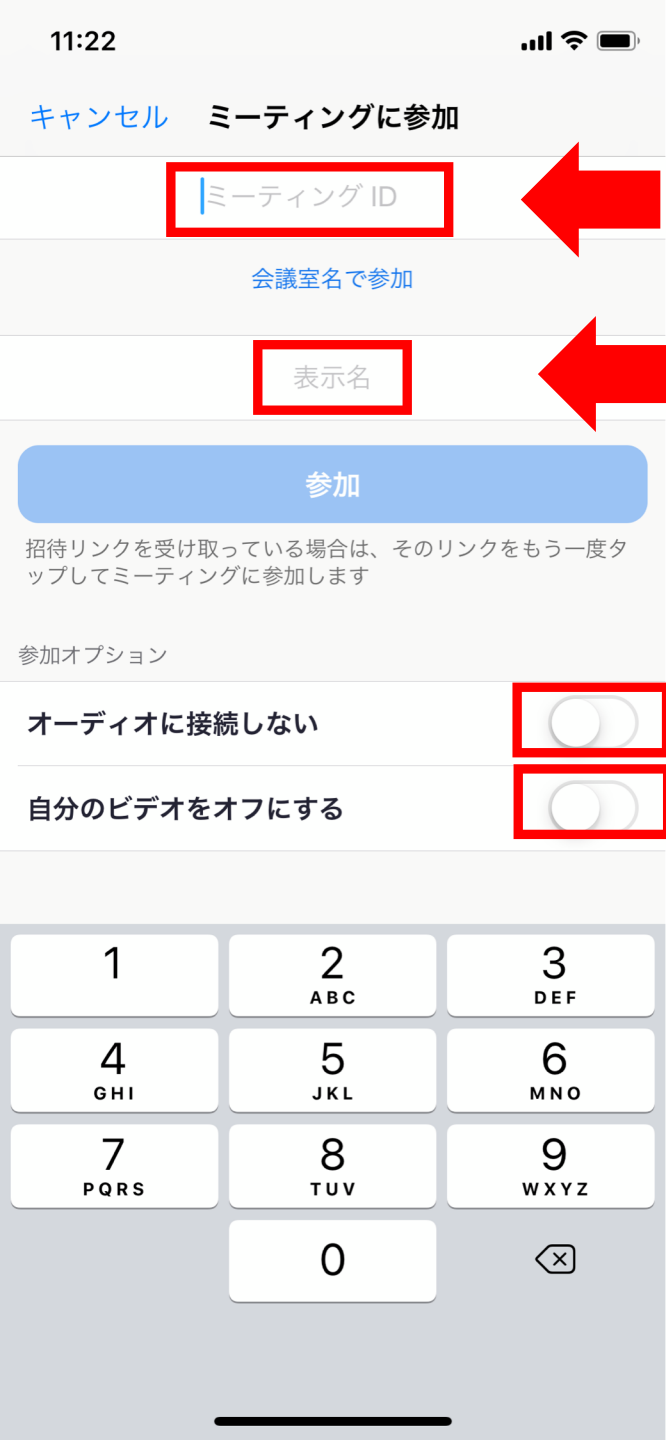 11:22
キャンセル ミーティングに参加
ミーティング ID
会議室名で参加
表示名
参加
招待リンクを受け取っている場合は、そのリンクをもう一度タ
ップしてミーティングに参加します
参加オプション
オーディオに接続しない
自分のビデオをオフにする
1 2 3
ABC DEF
4 5 6
GHI JKL MNO
7 8 9
PQRS TUV WXYZ
0